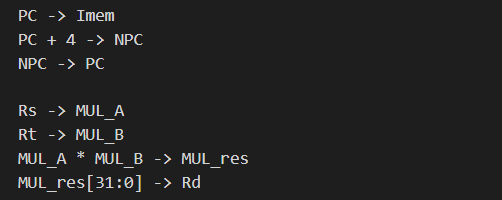 PC -> Imem
PC + 4 -> NPC
NPC -> PC
Rs -> MUL_A
Rt -> MUL_B
MUL_A * MUL_B -> MUL_res
MUL_res[31:0] -> Rd